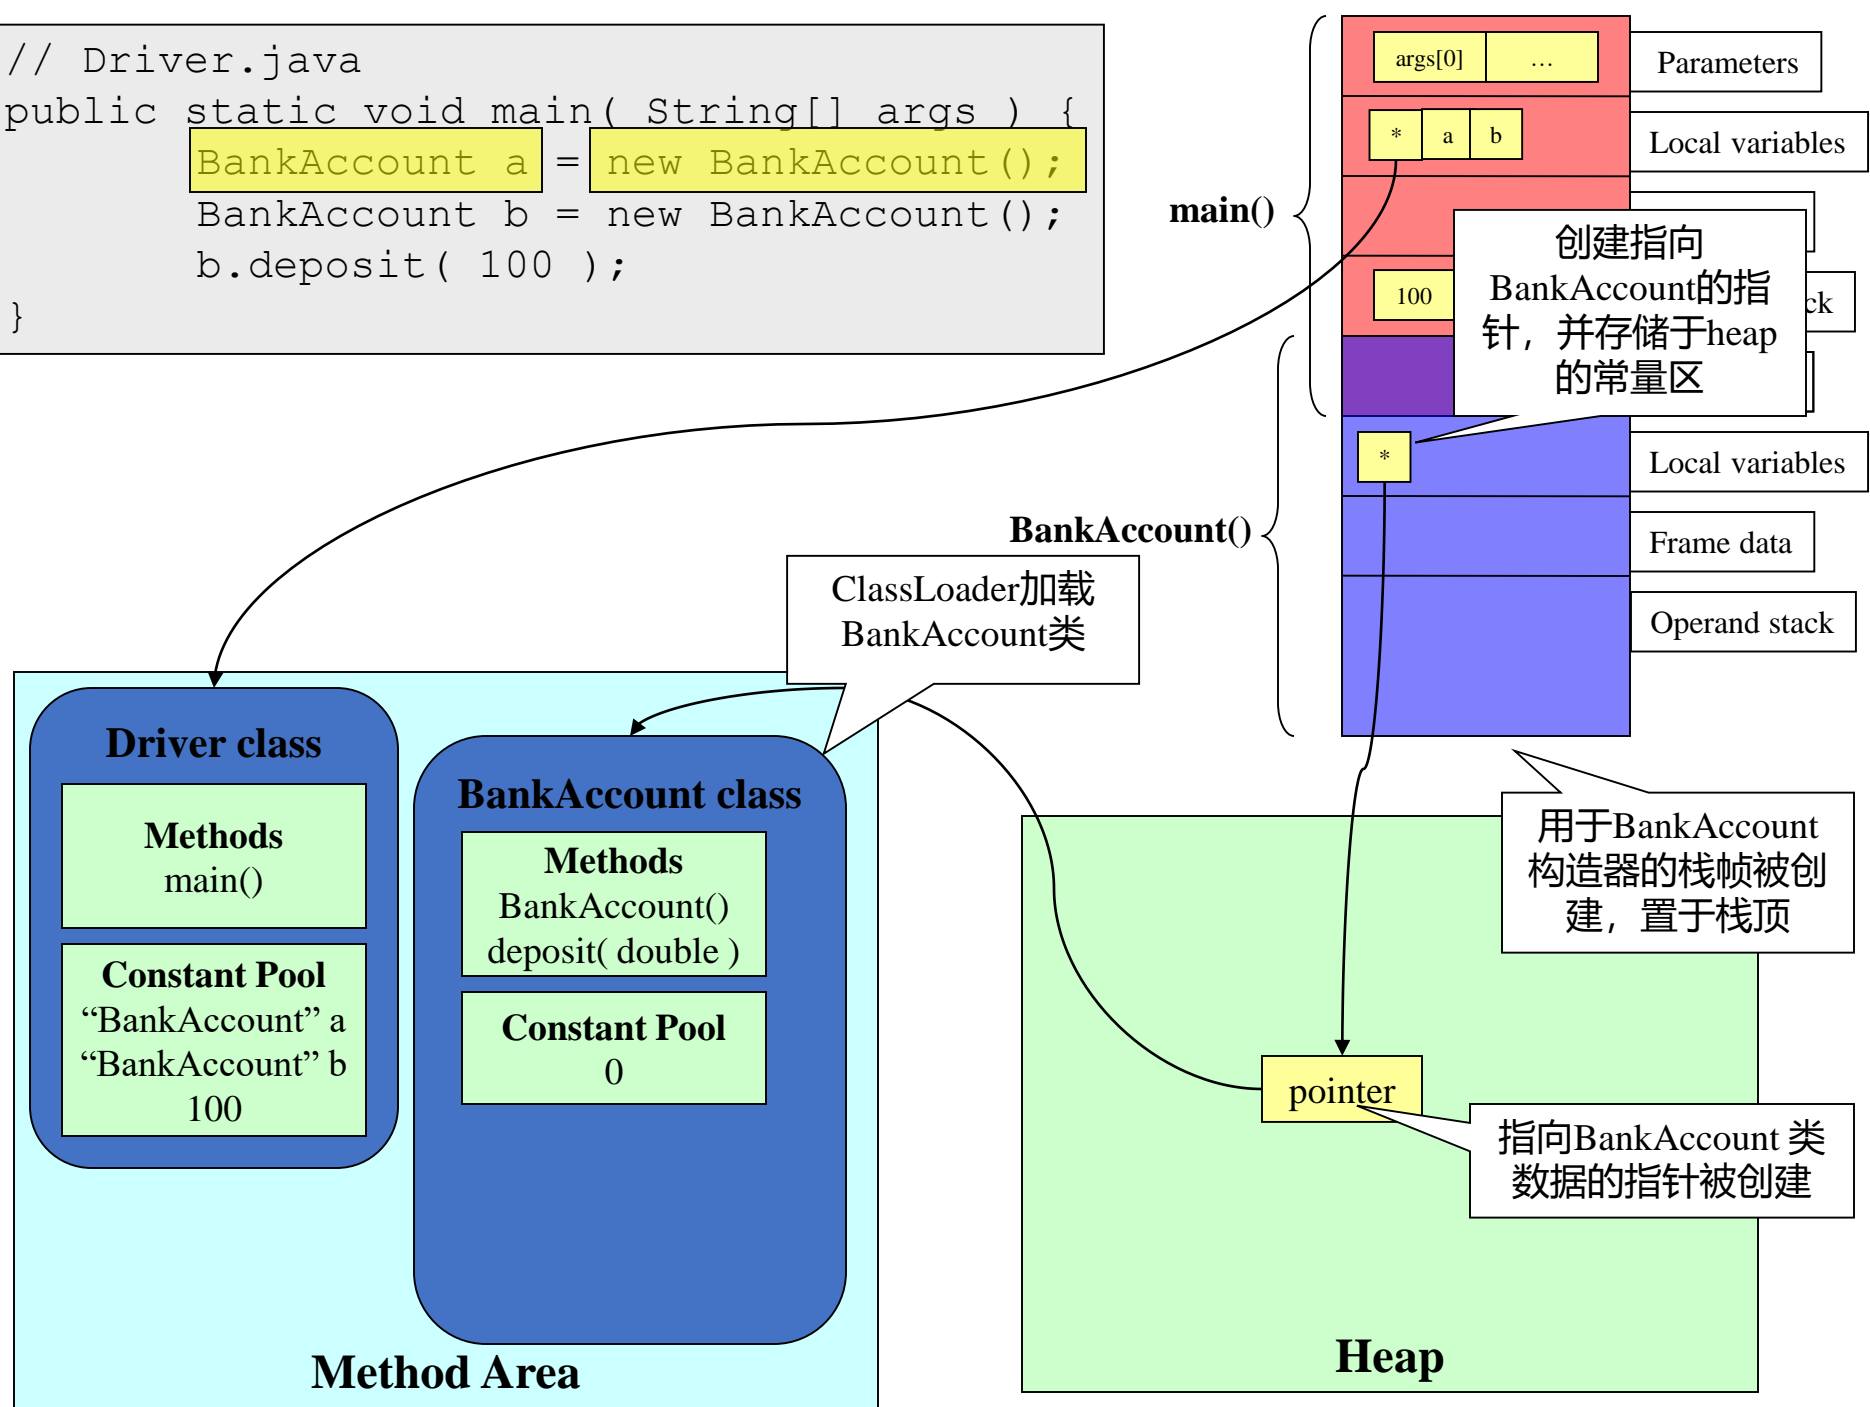 // Driver.java
public static void main( String[] args ) {
BankAccount a = new BankAccount();
BankAccount b = new BankAccount();
b.deposit( 100 );
}
main()
args[0] …
Parameters
* a b
Local variables
100
ck
创建指向
BankAccount的指
针，并存储于heap
的常量区
BankAccount()
*
Local variables
Frame data
Operand stack
ClassLoader加载
BankAccount类
用于BankAccount
构造器的栈帧被创
建，置于栈顶
Driver class
Methods
main()
Constant Pool
“BankAccount” a
“BankAccount” b
100
BankAccount class
Methods
BankAccount()
deposit( double )
Constant Pool
0
Method Area
pointer
指向BankAccount 类
数据的指针被创建
Heap